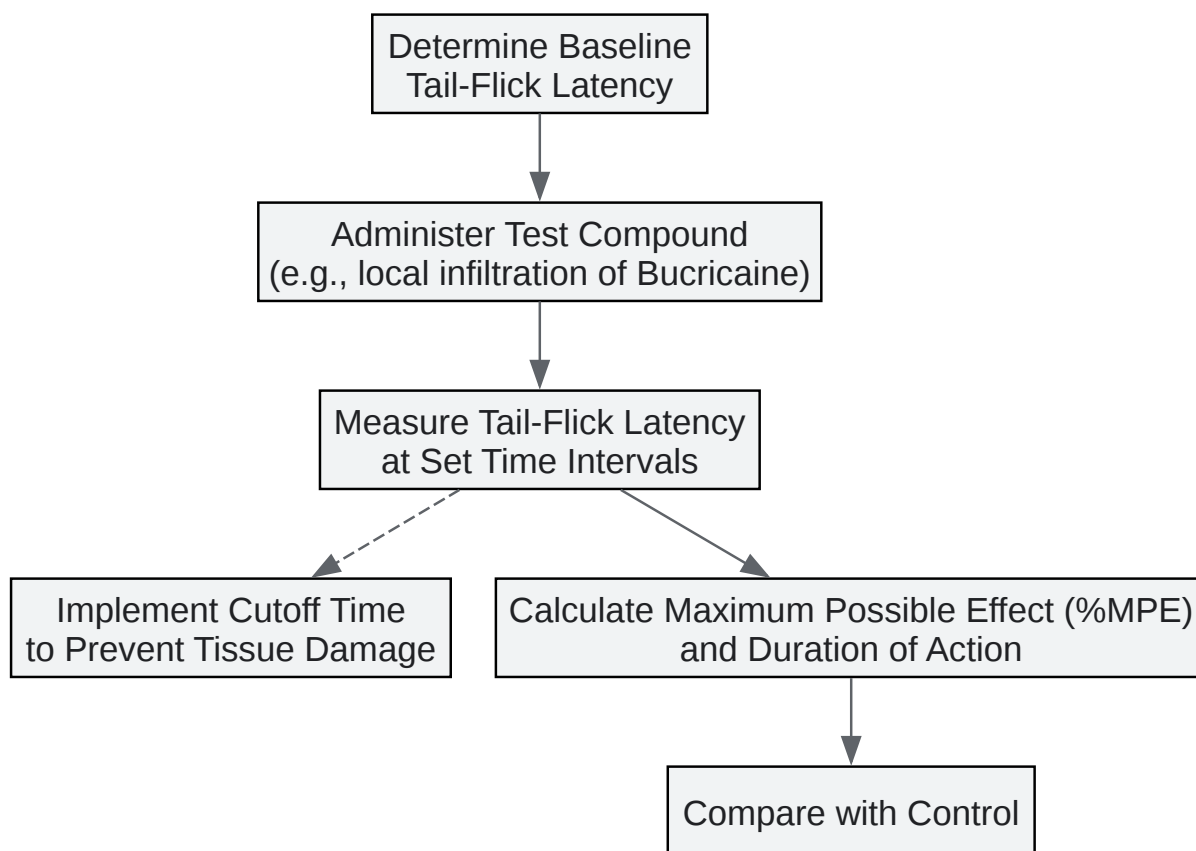 Determine Baseline
Tail-Flick Latency
Administer Test Compound
(e.g., local infiltration of Bucricaine)
Measure Tail-Flick Latency
at Set Time Intervals
Implement Cutoff Time
to Prevent Tissue Damage
Calculate Maximum Possible Effect (%MPE)
and Duration of Action
Compare with Control